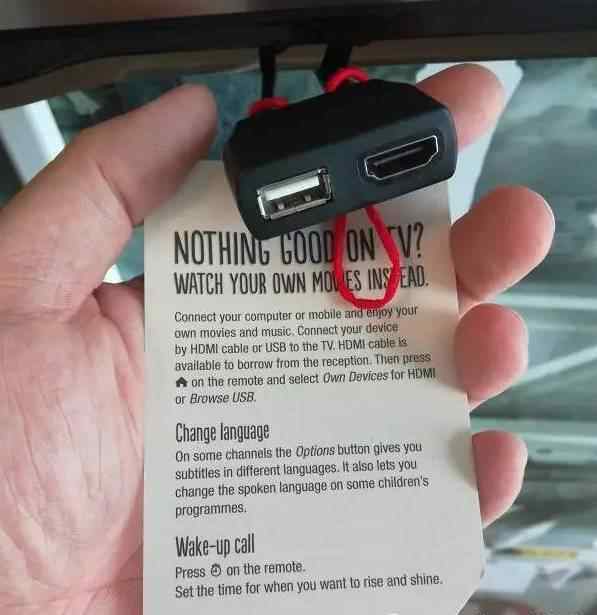 NOTHING GOOD ON TV?
WATCH YOUR OWN MOVIES INSTEAD.
Connect your computer or mobile and enjoy your
own movies and music. Connect your device
by HDMI cable or USB to the TV. HDMI cable is
available to borrow from the reception. Then press
on the remote and select Own Devices for HDMI
or Browse USB.
Change language
On some channels the Options button gives you
subtitles in different languages. It also lets you
change the spoken language on some children's
programmes.
Wake-up call
Press on the remote.
Set the time for when you want to rise and shine.